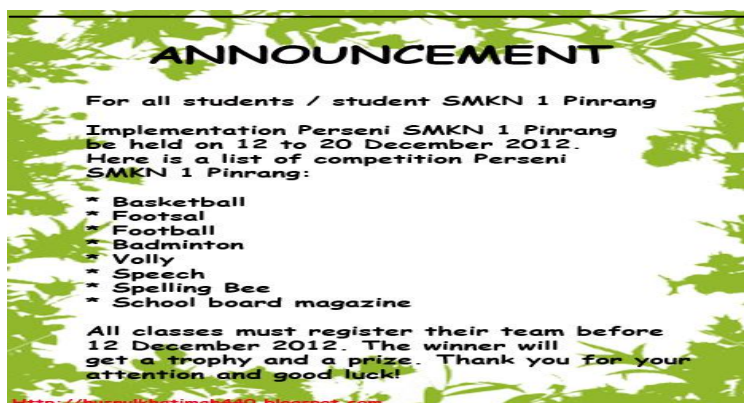 ANNOUNCEMENT
For all students / student SMKN 1 Pinrang
Implementation Perseni SMKN 1 Pinrang
be held on 12 to 20 December 2012.
Here is a list of competition Perseni
SMKN 1 Pinrang:
* Basketball
* Footsal
* Football
* Badminton
* Volly
* Speech
* Spelling Bee
* School board magazine
All classes must register their team before
12 December 2012. The winner will
get a trophy and a prize. Thank you for your
attention and good luck!